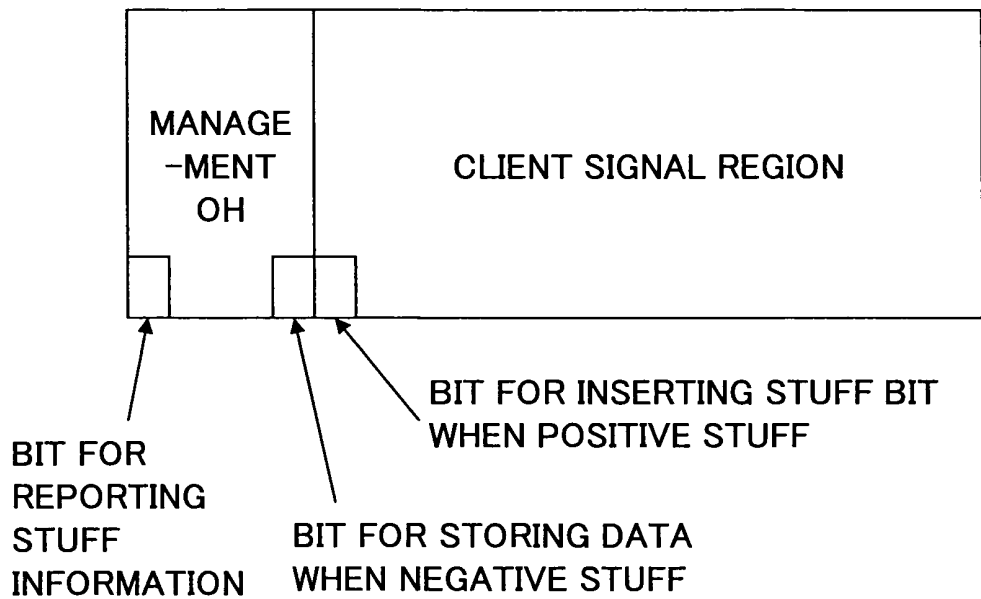 MANAGE
-MENT
OH
CLIENT SIGNAL REGION
BIT FOR INSERTING STUFF BIT
WHEN POSITIVE STUFF
BIT FOR
REPORTING
STUFF
INFORMATION
BIT FOR STORING DATA
WHEN NEGATIVE STUFF